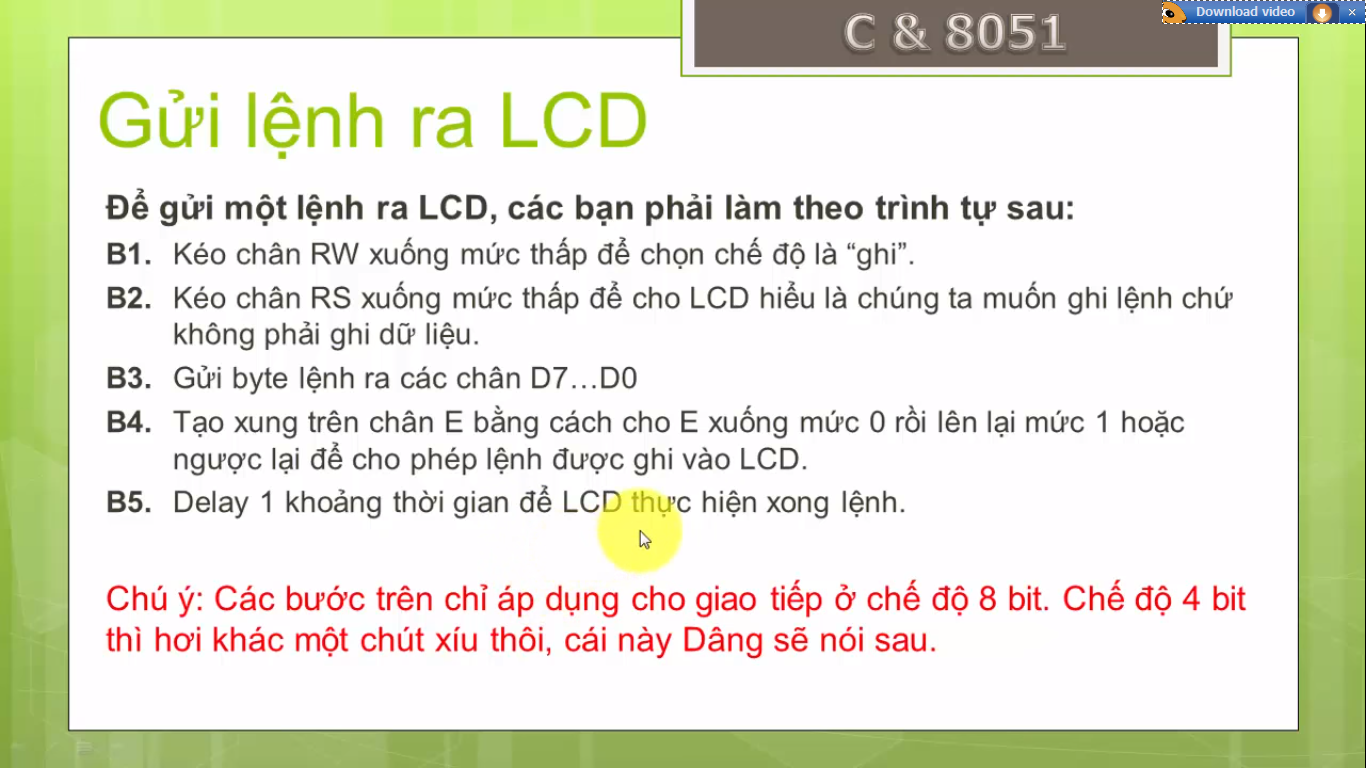 Download video
C & 8051
Gửi lệnh ra LCD
Để gửi một lệnh ra LCD, các bạn phải làm theo trình tự sau:
B1. Kéo chân RW xuống mức thấp để chọn chế độ là “ghi”.
B2. Kéo chân RS xuống mức thấp để cho LCD hiểu là chúng ta muốn ghi lệnh chứ
không phải ghi dữ liệu.
B3. Gửi byte lệnh ra các chân D7…D0
B4. Tạo xung trên chân E bằng cách cho E xuống mức 0 rồi lên lại mức 1 hoặc
ngược lại để cho phép lệnh được ghi vào LCD.
B5. Delay 1 khoảng thời gian để LCD thực hiện xong lệnh.
Chú ý: Các bước trên chỉ áp dụng cho giao tiếp ở chế độ 8 bit. Chế độ 4 bit
thì hơi khác một chút xíu thôi, cái này Dâng sẽ nói sau.